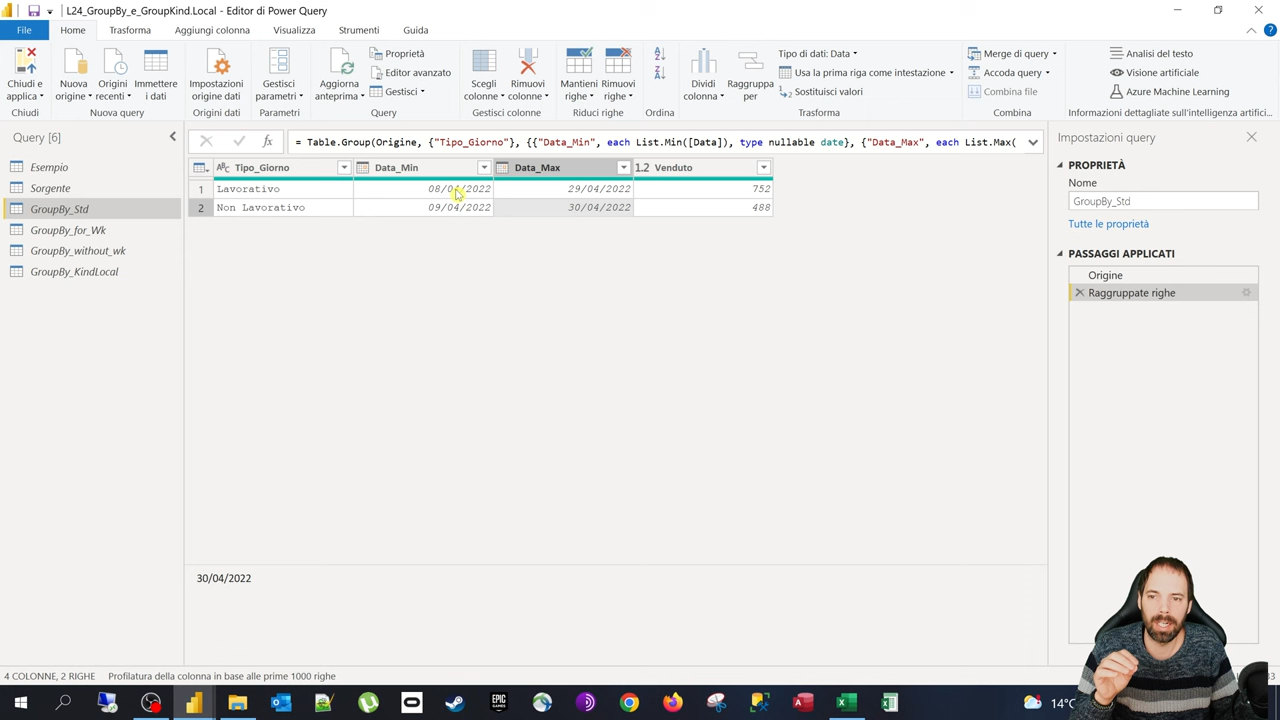 L24_GroupBy_e_GroupKind.Local - Editor di Power Query
File
Home
Trasforma
Aggiungi colonna
Visualizza
Strumenti
Guida
Chiudi e applica
Nuova origine
Origini recenti
Immettere i dati
Impostazioni origine dati
Gestisci parametri
Aggiorna anteprima
Proprietà
Editor avanzato
Gestisci
Scegli colonne
Rimuovi colonne
Mantieni righe
Rimuovi righe
Dividi colonna
Raggruppa per
Tipo di dati: Data
Usa la prima riga come intestazione
Sostituisci valori
Merge di query
Accoda query
Combina file
Analisi del testo
Visione artificiale
Azure Machine Learning
Chiudi
Nuova query
Origini dati
Parametri
Query
Gestisci colonne
Riduci righe
Ordina
Trasforma
Combina
Informazioni dettagliate sull'intelligenza artifici...
Query [6]
Esempio
Sorgente
GroupBy_Std
GroupBy_for_Wk
GroupBy_without_wk
GroupBy_KindLocal
= Table.Group(Origine, {"Tipo_Giorno"}, {{"Data_Min", each List.Min([Data]), type nullable date}, {"Data_Max", each List.Max(
Tipo_Giorno Data_Min Data_Max 1.2 Venduto
1 Lavorativo 08/04/2022 29/04/2022 752
2 Non Lavorativo 09/04/2022 30/04/2022 488
30/04/2022
Impostazioni query
PROPRIETÀ
Nome
GroupBy_Std
Tutte le proprietà
PASSAGGI APPLICATI
Origine
Raggruppate righe
4 COLONNE, 2 RIGHE
Profilatura della colonna in base alle prime 1000 righe
14°C